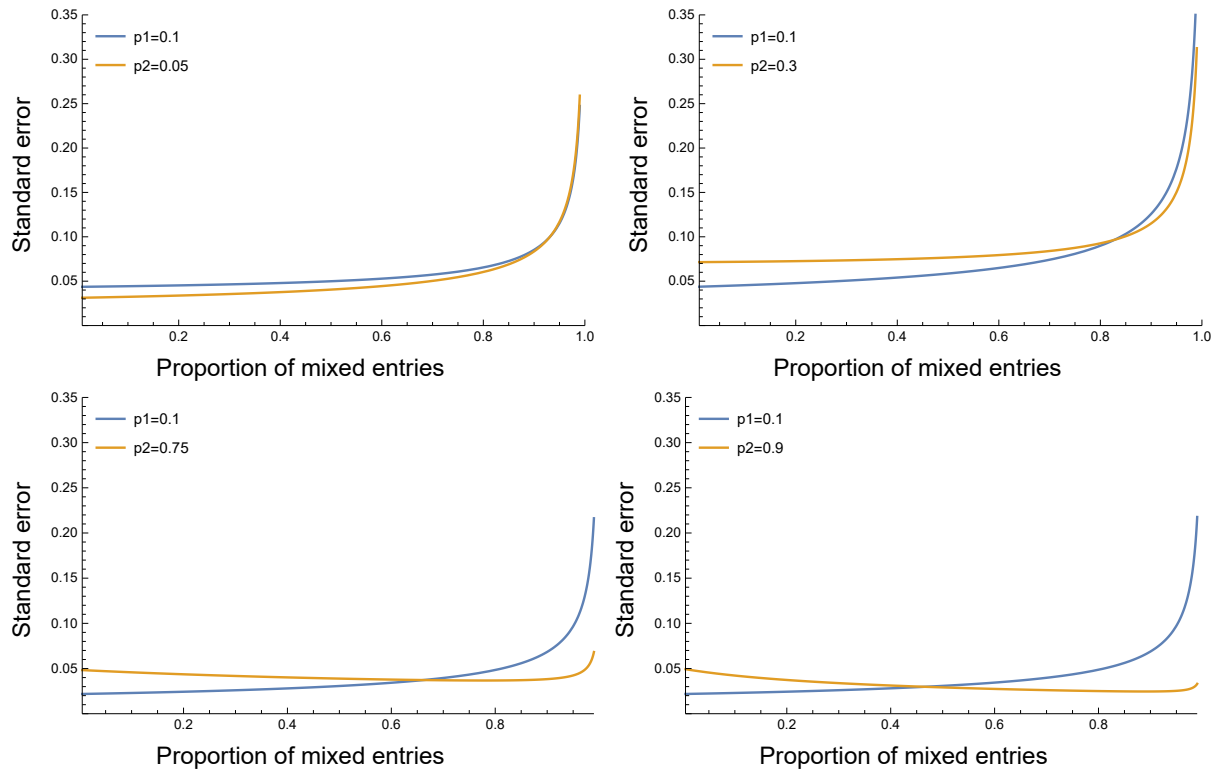 0.35
p1=0.1
0.30
p2=0.05
0.25
0.20
0.15
0.10
0.05
0.2 0.4 0.6 0.8 1.0
Standard error
Proportion of mixed entries
0.35
p1=0.1
0.30
p2=0.3
0.25
0.20
0.15
0.10
0.05
0.2 0.4 0.6 0.8 1.0
Standard error
Proportion of mixed entries
0.35
p1=0.1
0.30
p2=0.75
0.25
0.20
0.15
0.10
0.05
0.2 0.4 0.6 0.8
Standard error
Proportion of mixed entries
0.35
p1=0.1
0.30
p2=0.9
0.25
0.20
0.15
0.10
0.05
0.2 0.4 0.6 0.8
Standard error
Proportion of mixed entries